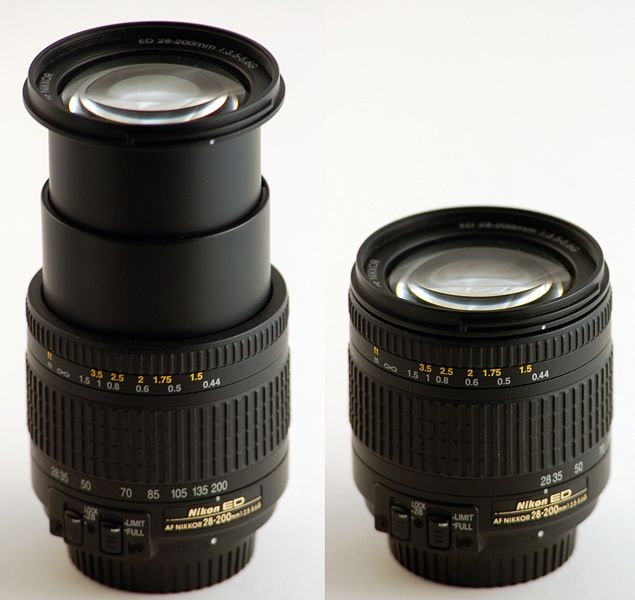 ED 28-200mm 1:3.5-5.6G
AF NIKKOR
ft 3.5 2.5 2 1.75 1.5
m ∞ 1.5 1 0.8 0.6 0.5 0.44
28 35 50 70 85 105 135 200
LOCK
28
LIMIT
FULL
Nikon ED
AF NIKKOR 28-200mm 1:3.5-5.6G
ED 28-200mm 1:3.5-5.6G
AF NIKKOR
ft 3.5 2.5 2 1.75 1.5
m ∞ 1.5 1 0.8 0.6 0.5 0.44
28 35 50 70
LOCK
28
LIMIT
FULL
Nikon ED
AF NIKKOR 28-200mm 1:3.5-5.6G